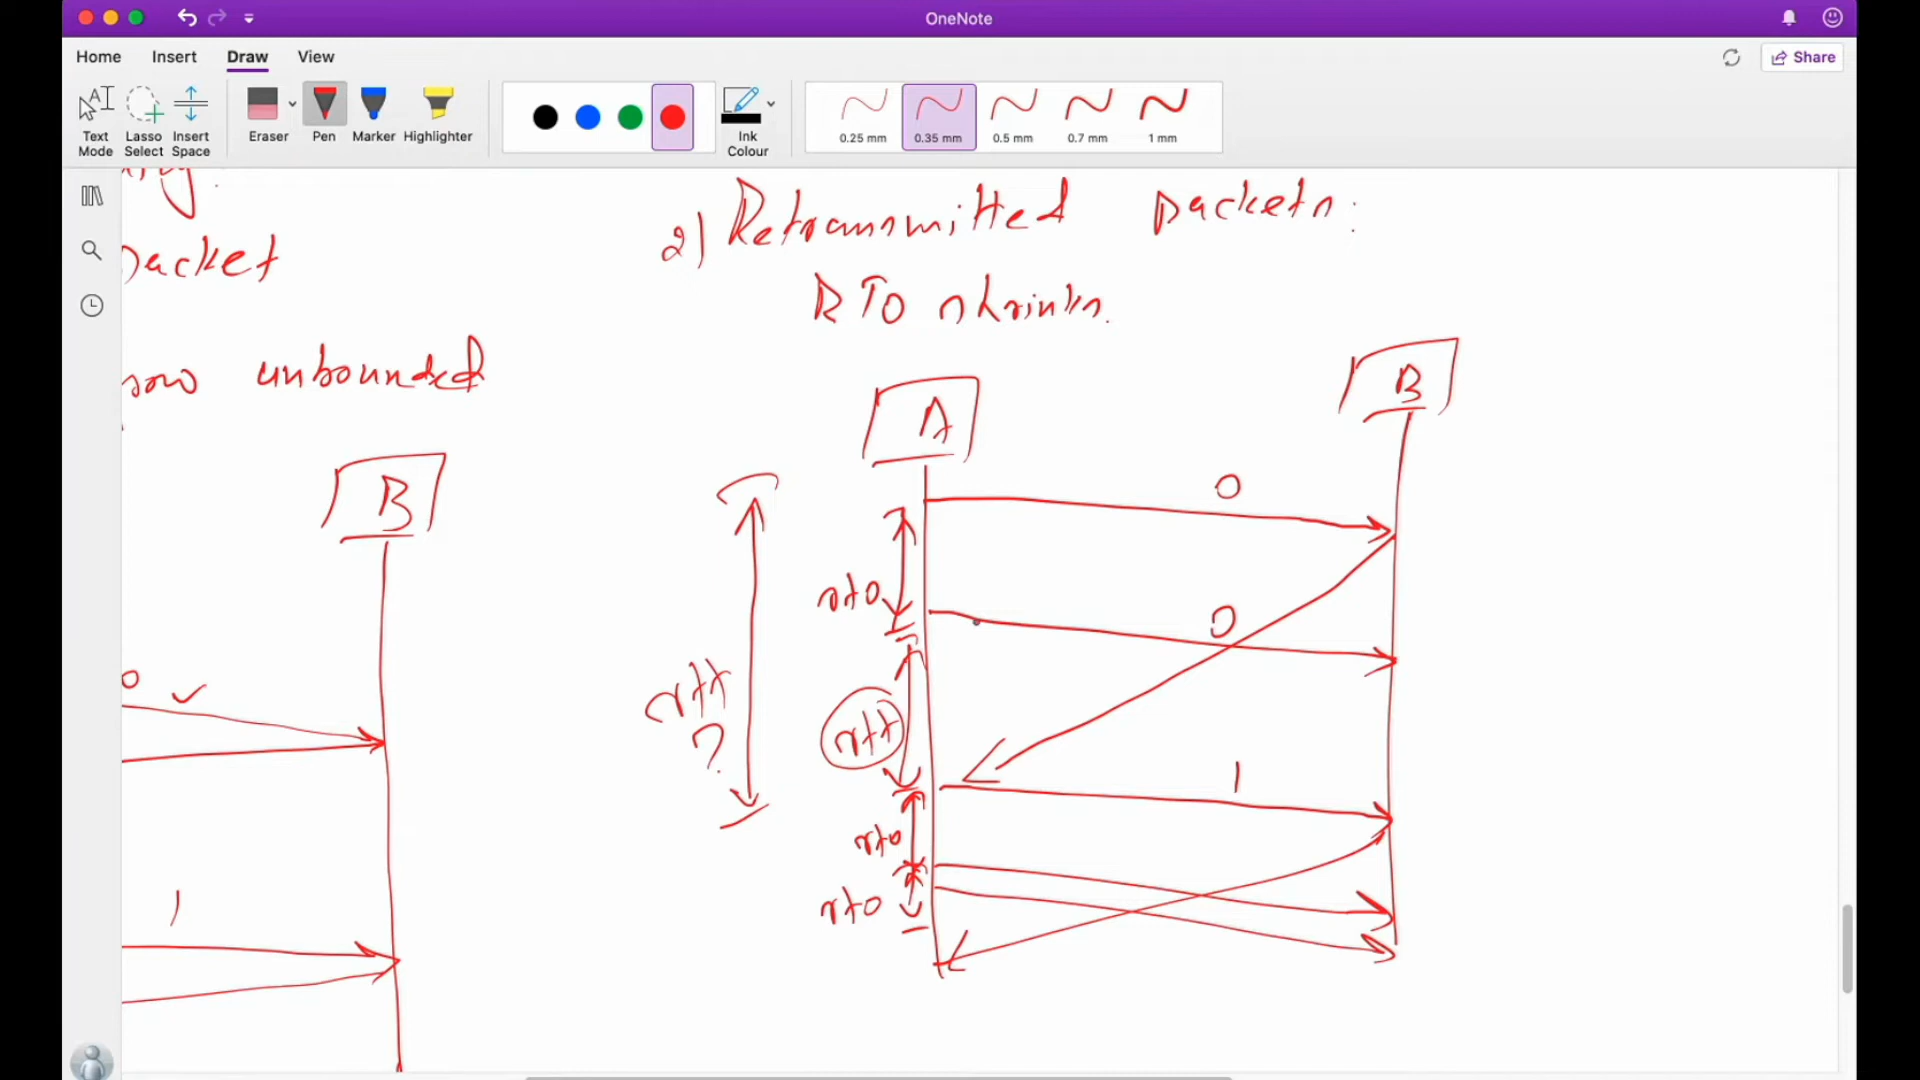 OneNote
Home Insert Draw View Share
Text Mode
Lasso Select
Insert Space
Eraser
Pen
Marker
Highlighter
Ink Colour
0.25 mm
0.35 mm
0.5 mm
0.7 mm
1 mm
2) Retransmitted packets:
RTO shrinks.
packet
unbounded
A
B
B
0
rto
0
rtt
?
rtt
0
1
rto
rto
1